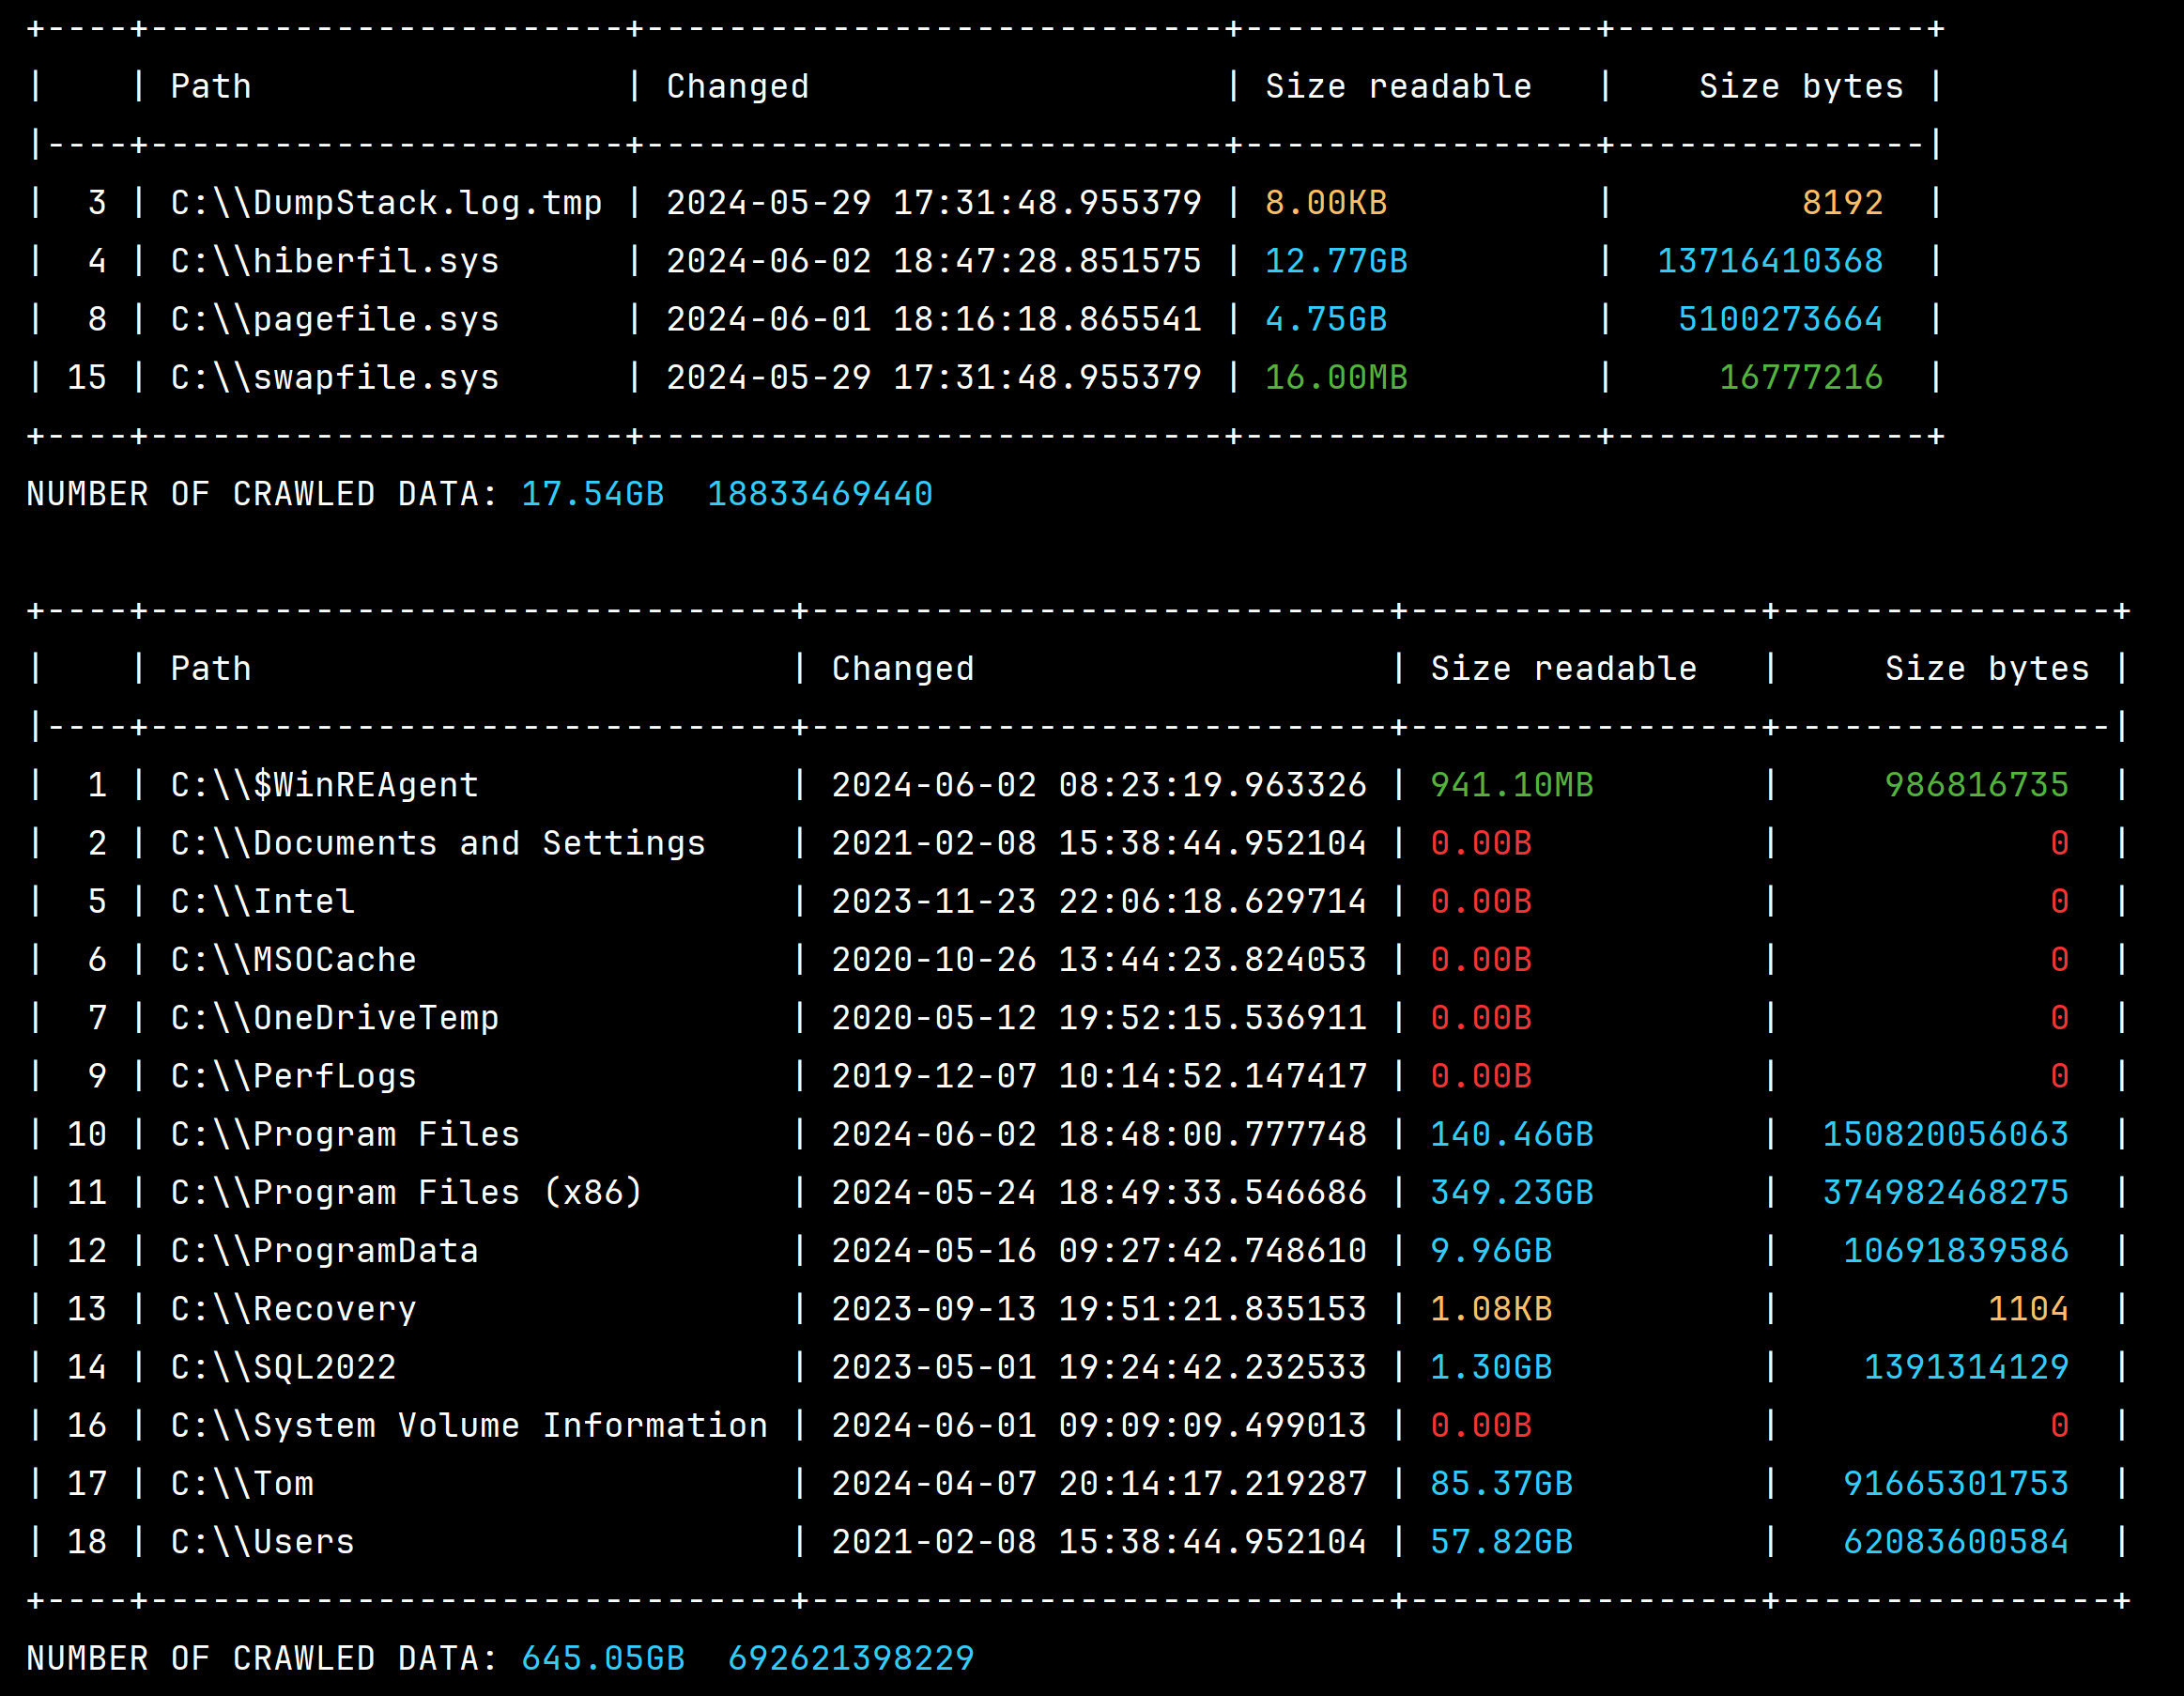 +----+-----------------------+----------------------------+-----------------+---------------+
|    | Path                  | Changed                    | Size readable   |    Size bytes |
|----+-----------------------+----------------------------+-----------------+---------------|
|  3 | C:\\DumpStack.log.tmp | 2024-05-29 17:31:48.955379 | 8.00KB          |         8192  |
|  4 | C:\\hiberfil.sys      | 2024-06-02 18:47:28.851575 | 12.77GB         |  13716410368  |
|  8 | C:\\pagefile.sys      | 2024-06-01 18:16:18.865541 | 4.75GB          |   5100273664  |
| 15 | C:\\swapfile.sys      | 2024-05-29 17:31:48.955379 | 16.00MB         |     16777216  |
+----+-----------------------+----------------------------+-----------------+---------------+
NUMBER OF CRAWLED DATA: 17.54GB  18833469440

+----+-------------------------------+----------------------------+-----------------+----------------+
|    | Path                          | Changed                    | Size readable   |     Size bytes |
|----+-------------------------------+----------------------------+-----------------+----------------|
|  1 | C:\\$WinREAgent               | 2024-06-02 08:23:19.963326 | 941.10MB        |     986816735  |
|  2 | C:\\Documents and Settings    | 2021-02-08 15:38:44.952104 | 0.00B           |             0  |
|  5 | C:\\Intel                     | 2023-11-23 22:06:18.629714 | 0.00B           |             0  |
|  6 | C:\\MSOCache                  | 2020-10-26 13:44:23.824053 | 0.00B           |             0  |
|  7 | C:\\OneDriveTemp              | 2020-05-12 19:52:15.536911 | 0.00B           |             0  |
|  9 | C:\\PerfLogs                  | 2019-12-07 10:14:52.147417 | 0.00B           |             0  |
| 10 | C:\\Program Files             | 2024-06-02 18:48:00.777748 | 140.46GB        |  150820056063  |
| 11 | C:\\Program Files (x86)       | 2024-05-24 18:49:33.546686 | 349.23GB        |  374982468275  |
| 12 | C:\\ProgramData               | 2024-05-16 09:27:42.748610 | 9.96GB          |   10691839586  |
| 13 | C:\\Recovery                  | 2023-09-13 19:51:21.835153 | 1.08KB          |          1104  |
| 14 | C:\\SQL2022                   | 2023-05-01 19:24:42.232533 | 1.30GB          |    1391314129  |
| 16 | C:\\System Volume Information | 2024-06-01 09:09:09.499013 | 0.00B           |             0  |
| 17 | C:\\Tom                       | 2024-04-07 20:14:17.219287 | 85.37GB         |   91665301753  |
| 18 | C:\\Users                     | 2021-02-08 15:38:44.952104 | 57.82GB         |   62083600584  |
+----+-------------------------------+----------------------------+-----------------+----------------+
NUMBER OF CRAWLED DATA: 645.05GB  692621398229